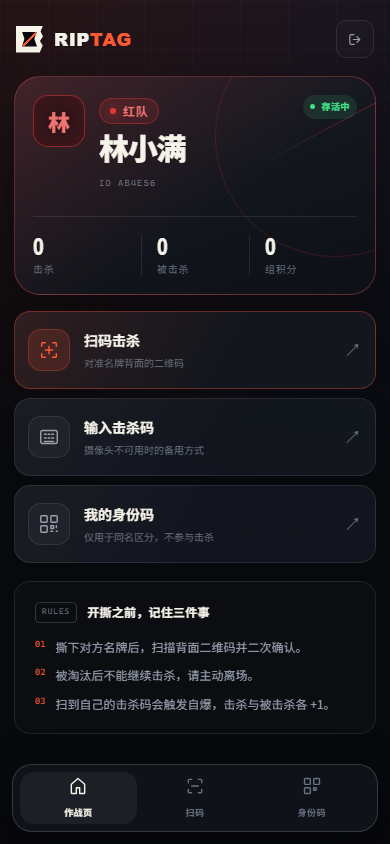 RIPTAG
林
红队
存活中
林小满
ID AB4E56
0
0
0
击杀
被击杀
组积分
扫码击杀
对准名牌背面的二维码
输入击杀码
摄像头不可用时的备用方式
我的身份码
仅用于同名区分，不参与击杀
RULES 开撕之前，记住三件事
01 撕下对方名牌后，扫描背面二维码并二次确认。
02 被淘汰后不能继续击杀，请主动离场。
03 扫到自己的击杀码会触发自爆，击杀与被击杀各 +1。
作战页
扫码
身份码